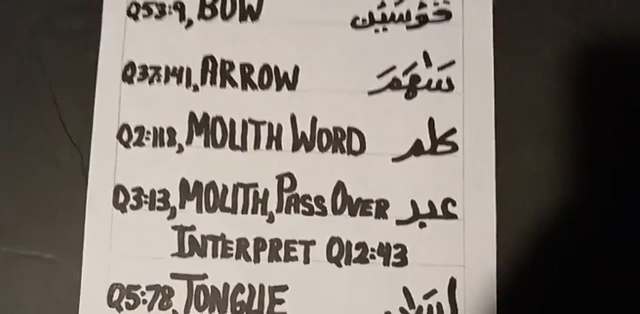 Q53:9, BOW قَوْسَيْنِ
Q37:141, ARROW سَهَمَ
Q2:118, MOUTH WORD كلم
Q3:13, MOUTH, PASS OVER عبر
INTERPRET Q12:43
Q5:78, TONGUE